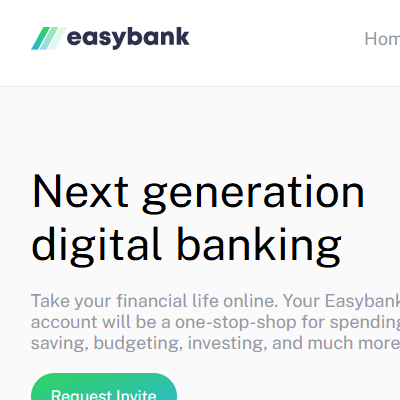 easybank
Hom
Next generation
digital banking
Take your financial life online. Your Easybank
account will be a one-stop-shop for spending
saving, budgeting, investing, and much more
Request Invite